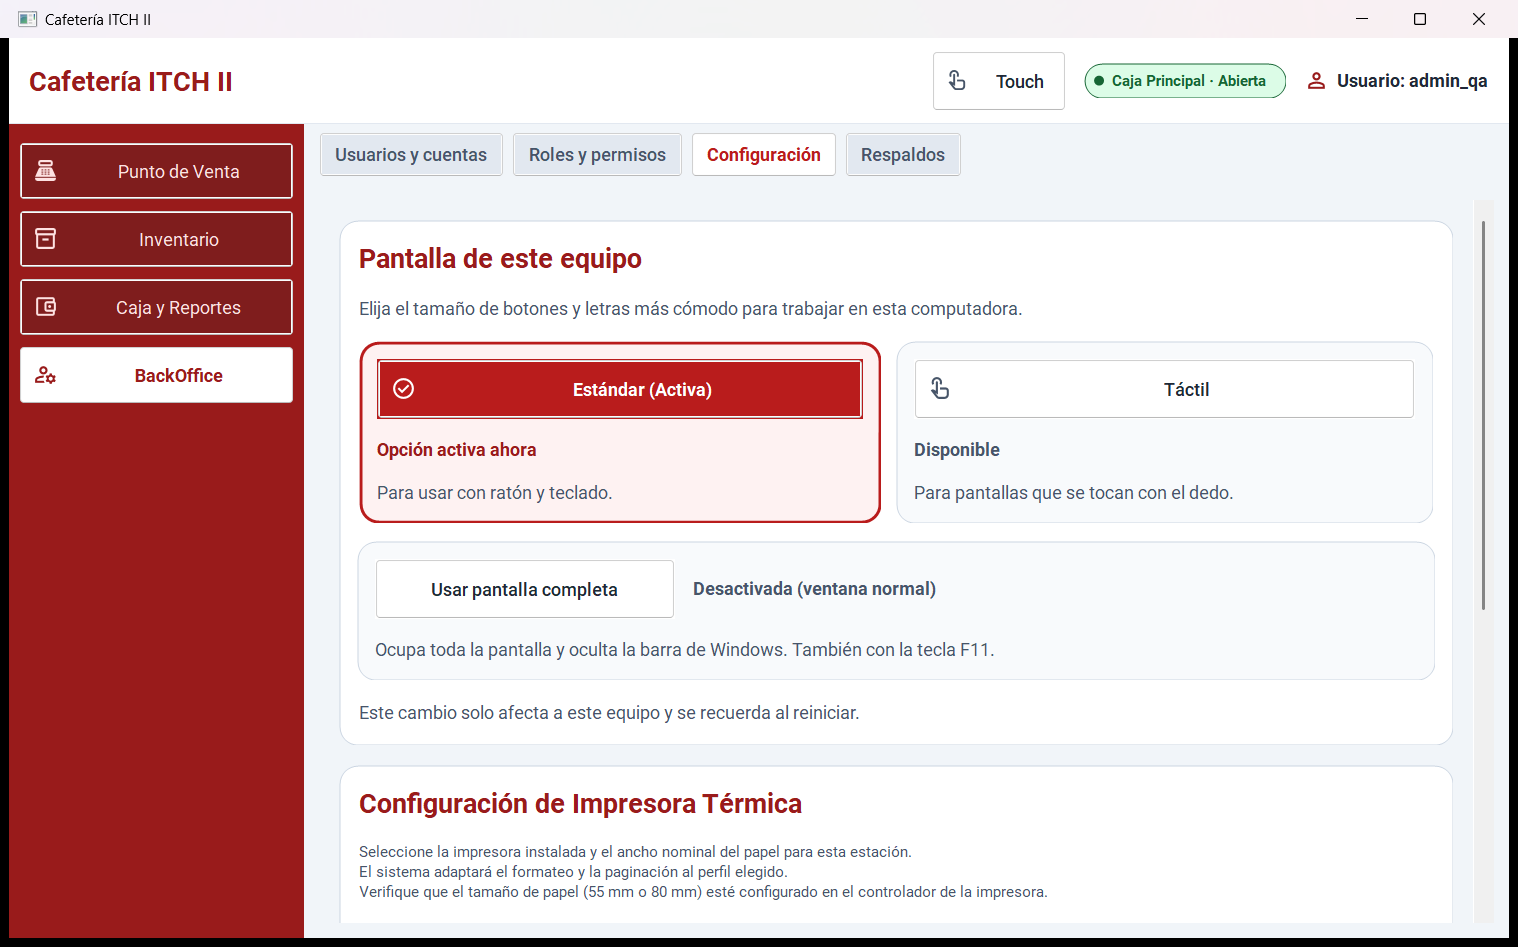 Cafetería ITCH II
Cafetería ITCH II
Touch
Caja Principal · Abierta
Usuario: admin_qa
Punto de Venta
Inventario
Caja y Reportes
BackOffice
Usuarios y cuentas
Roles y permisos
Configuración
Respaldos
Pantalla de este equipo
Elija el tamaño de botones y letras más cómodo para trabajar en esta computadora.
Estándar (Activa)
Opción activa ahora
Para usar con ratón y teclado.
Táctil
Disponible
Para pantallas que se tocan con el dedo.
Usar pantalla completa
Desactivada (ventana normal)
Ocupa toda la pantalla y oculta la barra de Windows. También con la tecla F11.
Este cambio solo afecta a este equipo y se recuerda al reiniciar.
Configuración de Impresora Térmica
Seleccione la impresora instalada y el ancho nominal del papel para esta estación.
El sistema adaptará el formateo y la paginación al perfil elegido.
Verifique que el tamaño de papel (55 mm o 80 mm) esté configurado en el controlador de la impresora.